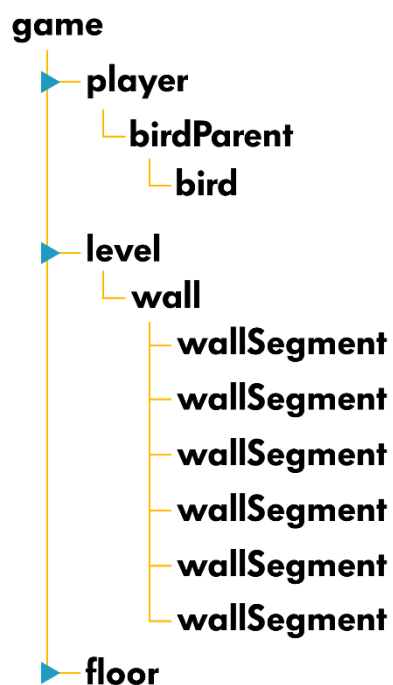 game
player
birdParent
bird
level
wall
wallSegment
wallSegment
wallSegment
wallSegment
wallSegment
wallSegment
floor